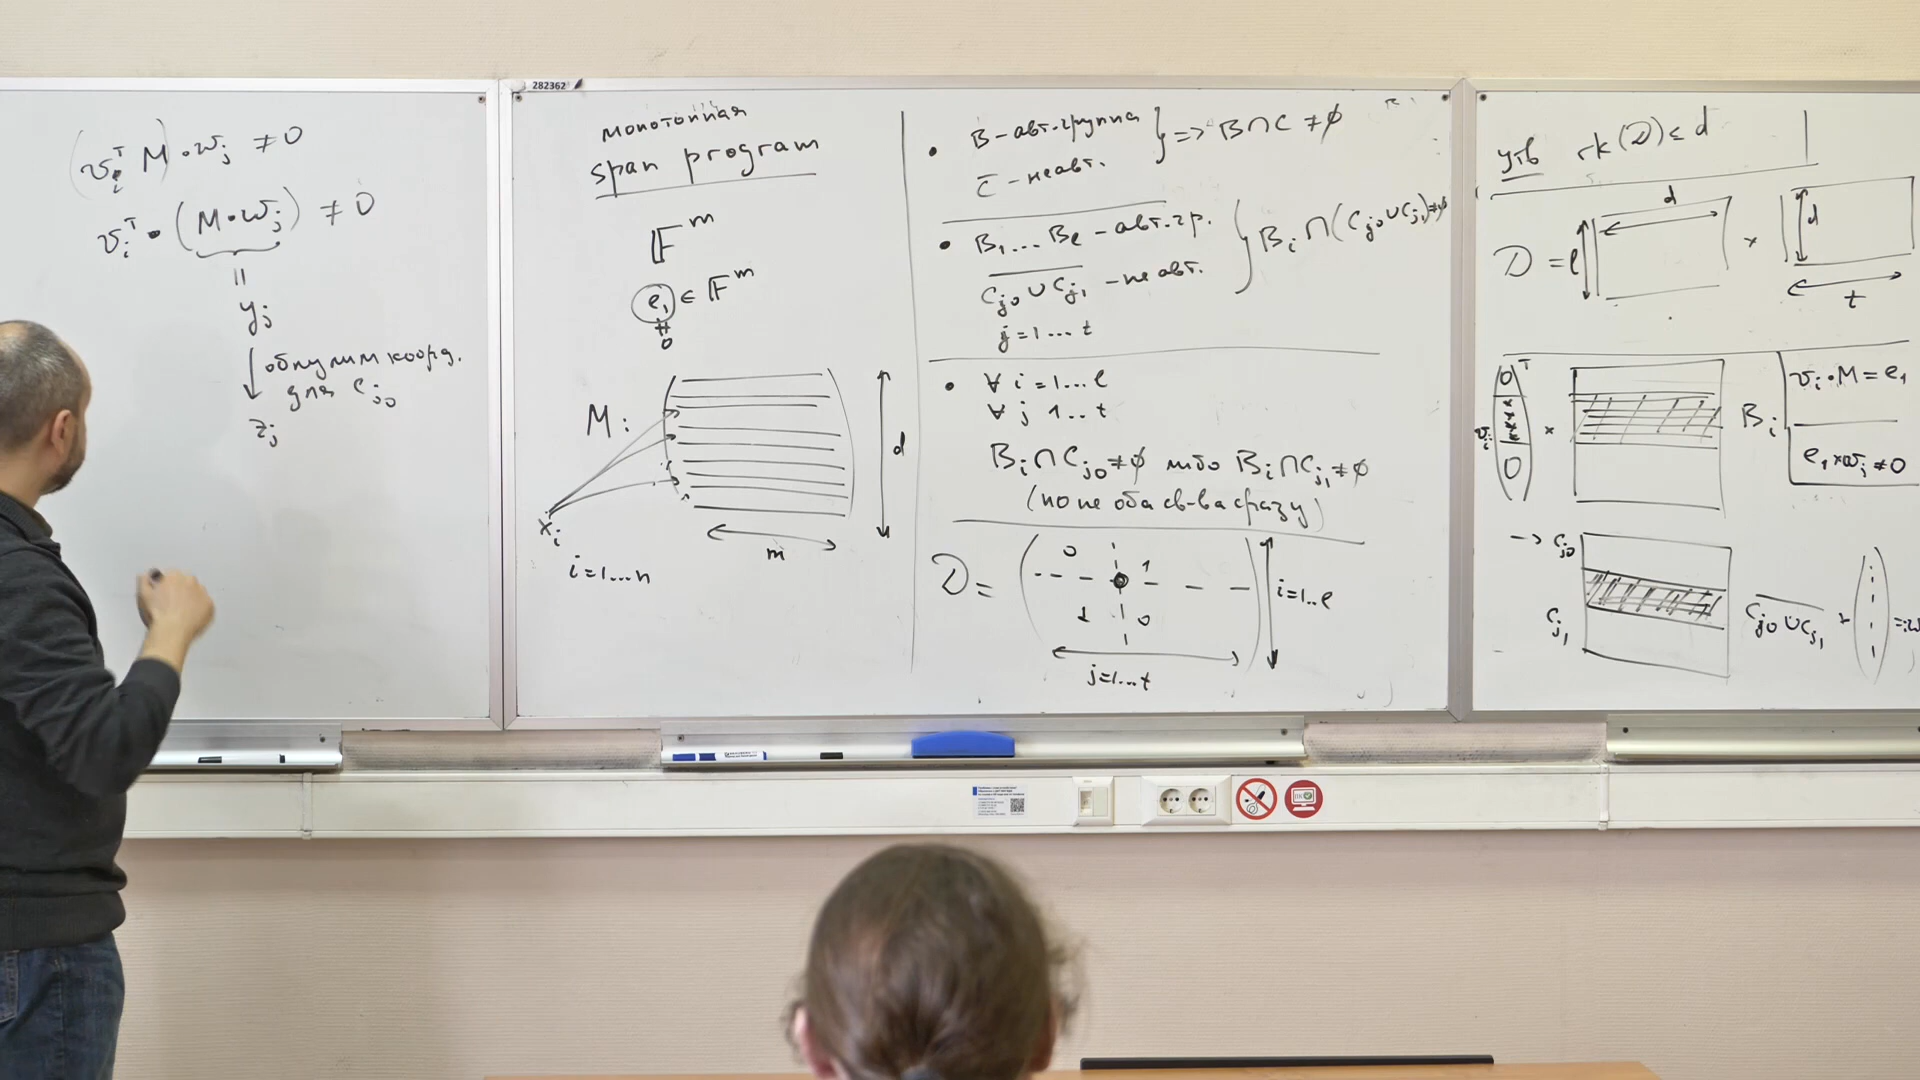 (v_i^T M) · w_j ≠ 0
v_i^T · (M · w_j) ≠ 0
=
y_j
↓ обнулим коорд.
для C_{j0}
z_j
282362
монотонная
span program
F^m
e_1 ∈ F^m
≠
0
M:
d
m
x_i
i=1...n
• B - авт. группа
C̅ - неавт.
} => B∩C ≠ ∅
• B_1...B_ℓ - авт. гр.
\overline{C_{j0} ∪ C_{j1}} - не авт.
j=1...t
} B_i ∩ (C_{j0} ∪ C_{j1}) ≠ ∅
• ∀ i=1...ℓ
∀ j 1...t
B_i ∩ C_{j0} ≠ ∅ либо B_i ∩ C_{j1} ≠ ∅
(но не оба св-ва сразу)
D =
0
1
1
0
i=1..ℓ
j=1...t
Утв rk(D) ≤ d
D = ℓ
d
×
d
t
0 T
v_i
×××
0
×
B_i
v_i · M = e_1
e_1 × w_j ≠ 0
→ C_{j0}
C_{j1}
\overline{C_{j0} ∪ C_{j1}}